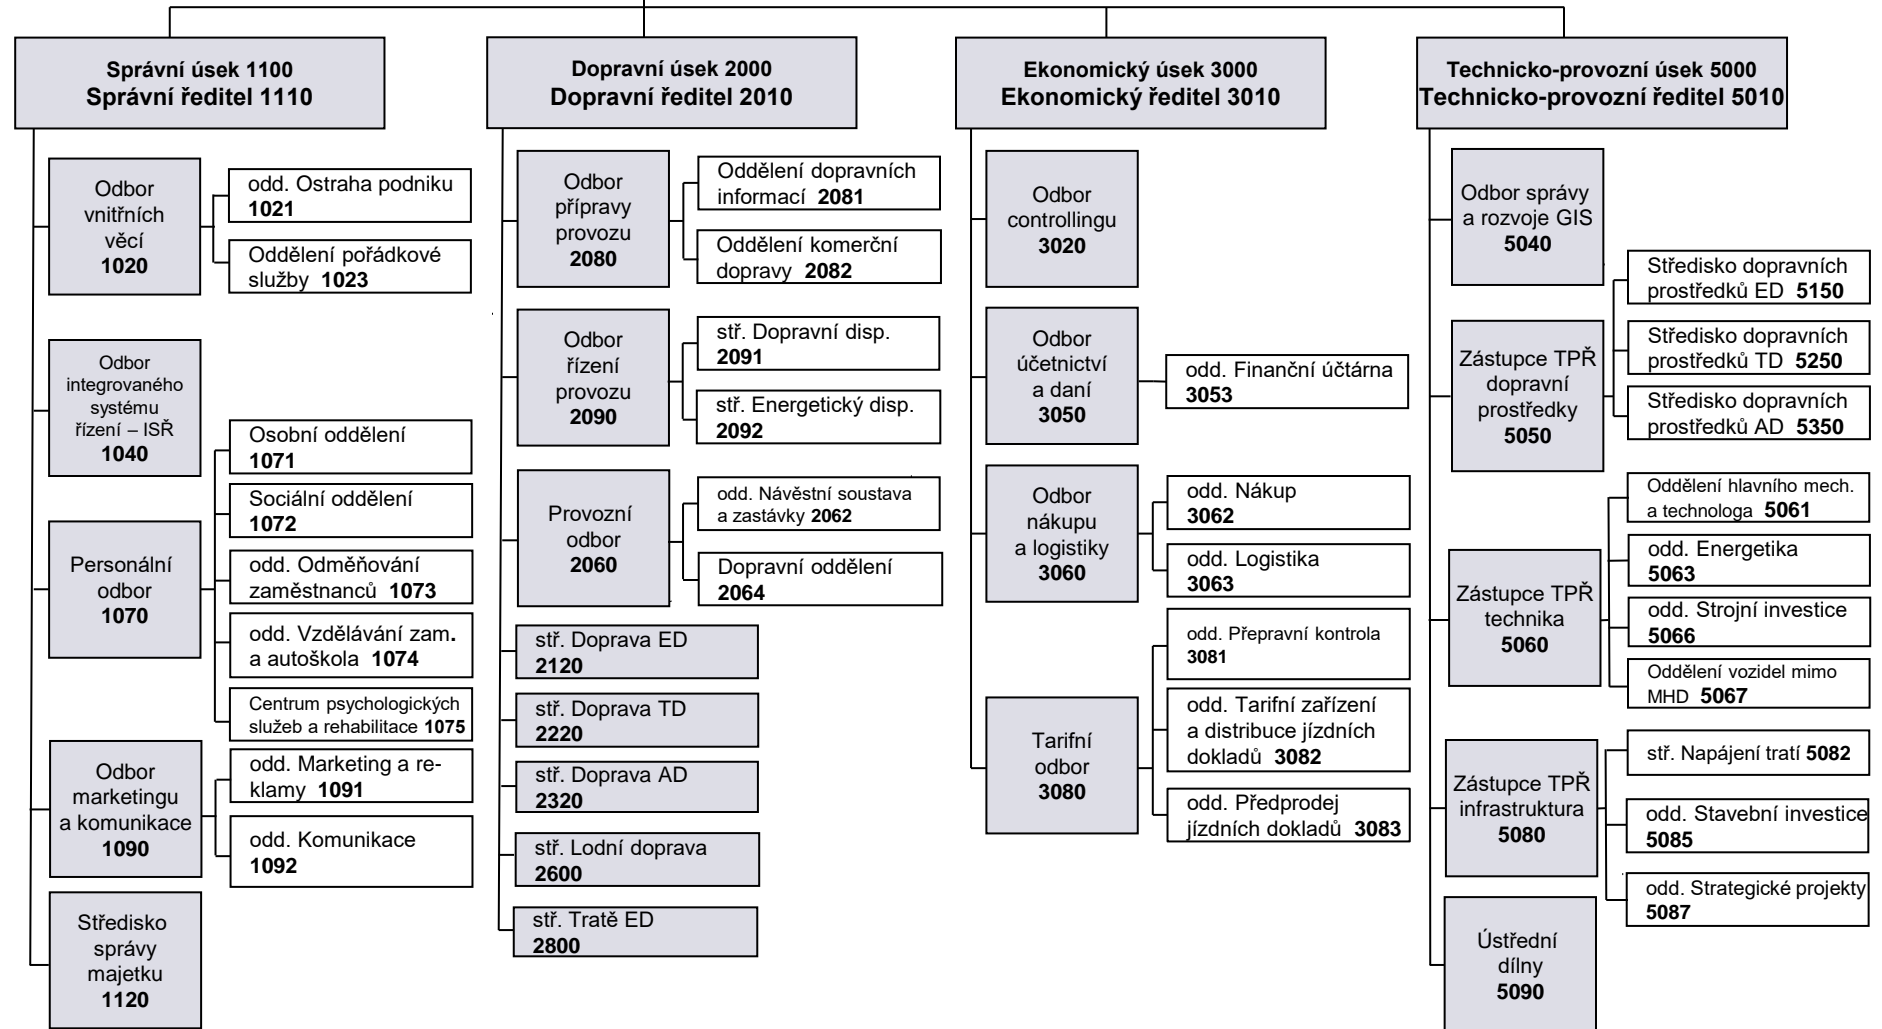 Správní úsek 1100
Správní ředitel 1110
Odbor
vnitřních
věcí
1020
odd. Ostraha podniku
1021
Oddělení pořádkové
služby 1023
Odbor
integrovaného
systému
řízení – ISŘ
1040
Personální
odbor
1070
Osobní oddělení
1071
Sociální oddělení
1072
odd. Odměňování
zaměstnanců 1073
odd. Vzdělávání zam.
a autoškola 1074
Centrum psychologických
služeb a rehabilitace 1075
Odbor
marketingu
a komunikace
1090
odd. Marketing a re-
klamy 1091
odd. Komunikace
1092
Středisko
správy
majetku
1120
Dopravní úsek 2000
Dopravní ředitel 2010
Odbor
přípravy
provozu
2080
Oddělení dopravních
informací 2081
Oddělení komerční
dopravy 2082
Odbor
řízení
provozu
2090
stř. Dopravní disp.
2091
stř. Energetický disp.
2092
Provozní
odbor
2060
odd. Návěstní soustava
a zastávky 2062
Dopravní oddělení
2064
stř. Doprava ED
2120
stř. Doprava TD
2220
stř. Doprava AD
2320
stř. Lodní doprava
2600
stř. Tratě ED
2800
Ekonomický úsek 3000
Ekonomický ředitel 3010
Odbor
controllingu
3020
Odbor
účetnictví
a daní
3050
odd. Finanční účtárna
3053
Odbor
nákupu
a logistiky
3060
odd. Nákup
3062
odd. Logistika
3063
Tarifní
odbor
3080
odd. Přepravní kontrola
3081
odd. Tarifní zařízení
a distribuce jízdních
dokladů 3082
odd. Předprodej
jízdních dokladů 3083
Technicko-provozní úsek 5000
Technicko-provozní ředitel 5010
Odbor správy
a rozvoje GIS
5040
Zástupce TPŘ
dopravní
prostředky
5050
Středisko dopravních
prostředků ED 5150
Středisko dopravních
prostředků TD 5250
Středisko dopravních
prostředků AD 5350
Zástupce TPŘ
technika
5060
Oddělení hlavního mech.
a technologa 5061
odd. Energetika
5063
odd. Strojní investice
5066
Oddělení vozidel mimo
MHD 5067
Zástupce TPŘ
infrastruktura
5080
stř. Napájení tratí 5082
odd. Stavební investice
5085
odd. Strategické projekty
5087
Ústřední
dílny
5090